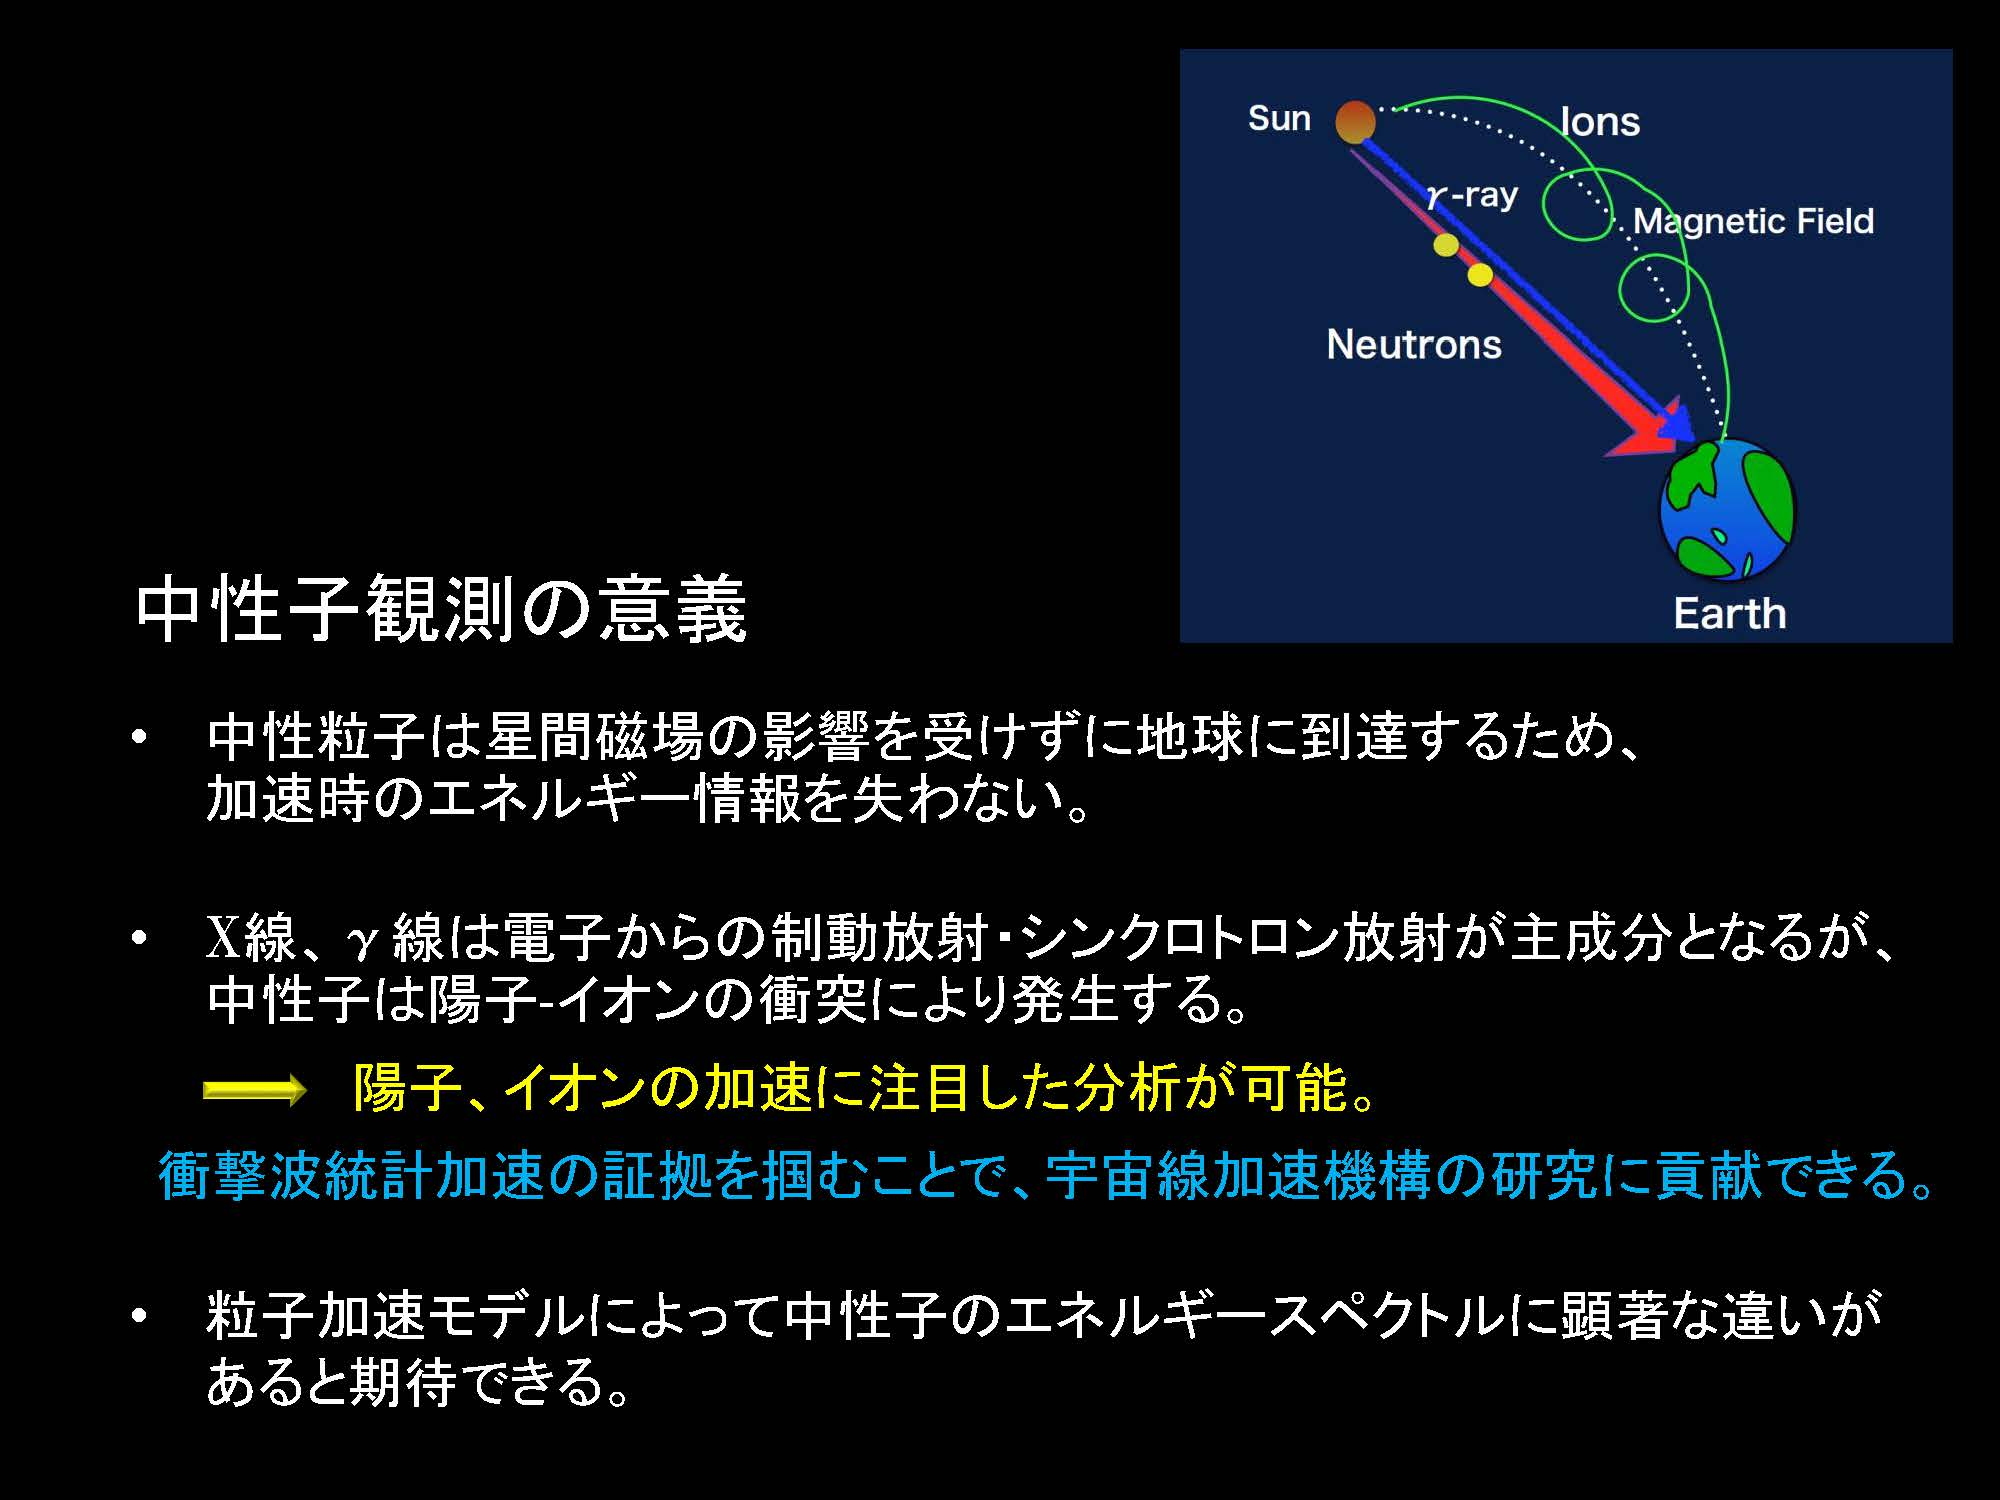 Sun
Ions
γ-ray
Magnetic Field
Neutrons
Earth
中性子観測の意義
• 中性粒子は星間磁場の影響を受けずに地球に到達するため、
加速時のエネルギー情報を失わない。
• X線、γ線は電子からの制動放射・シンクロトロン放射が主成分となるが、
中性子は陽子-イオンの衝突により発生する。
陽子、イオンの加速に注目した分析が可能。
衝撃波統計加速の証拠を掴むことで、宇宙線加速機構の研究に貢献できる。
• 粒子加速モデルによって中性子のエネルギースペクトルに顕著な違いが
あると期待できる。